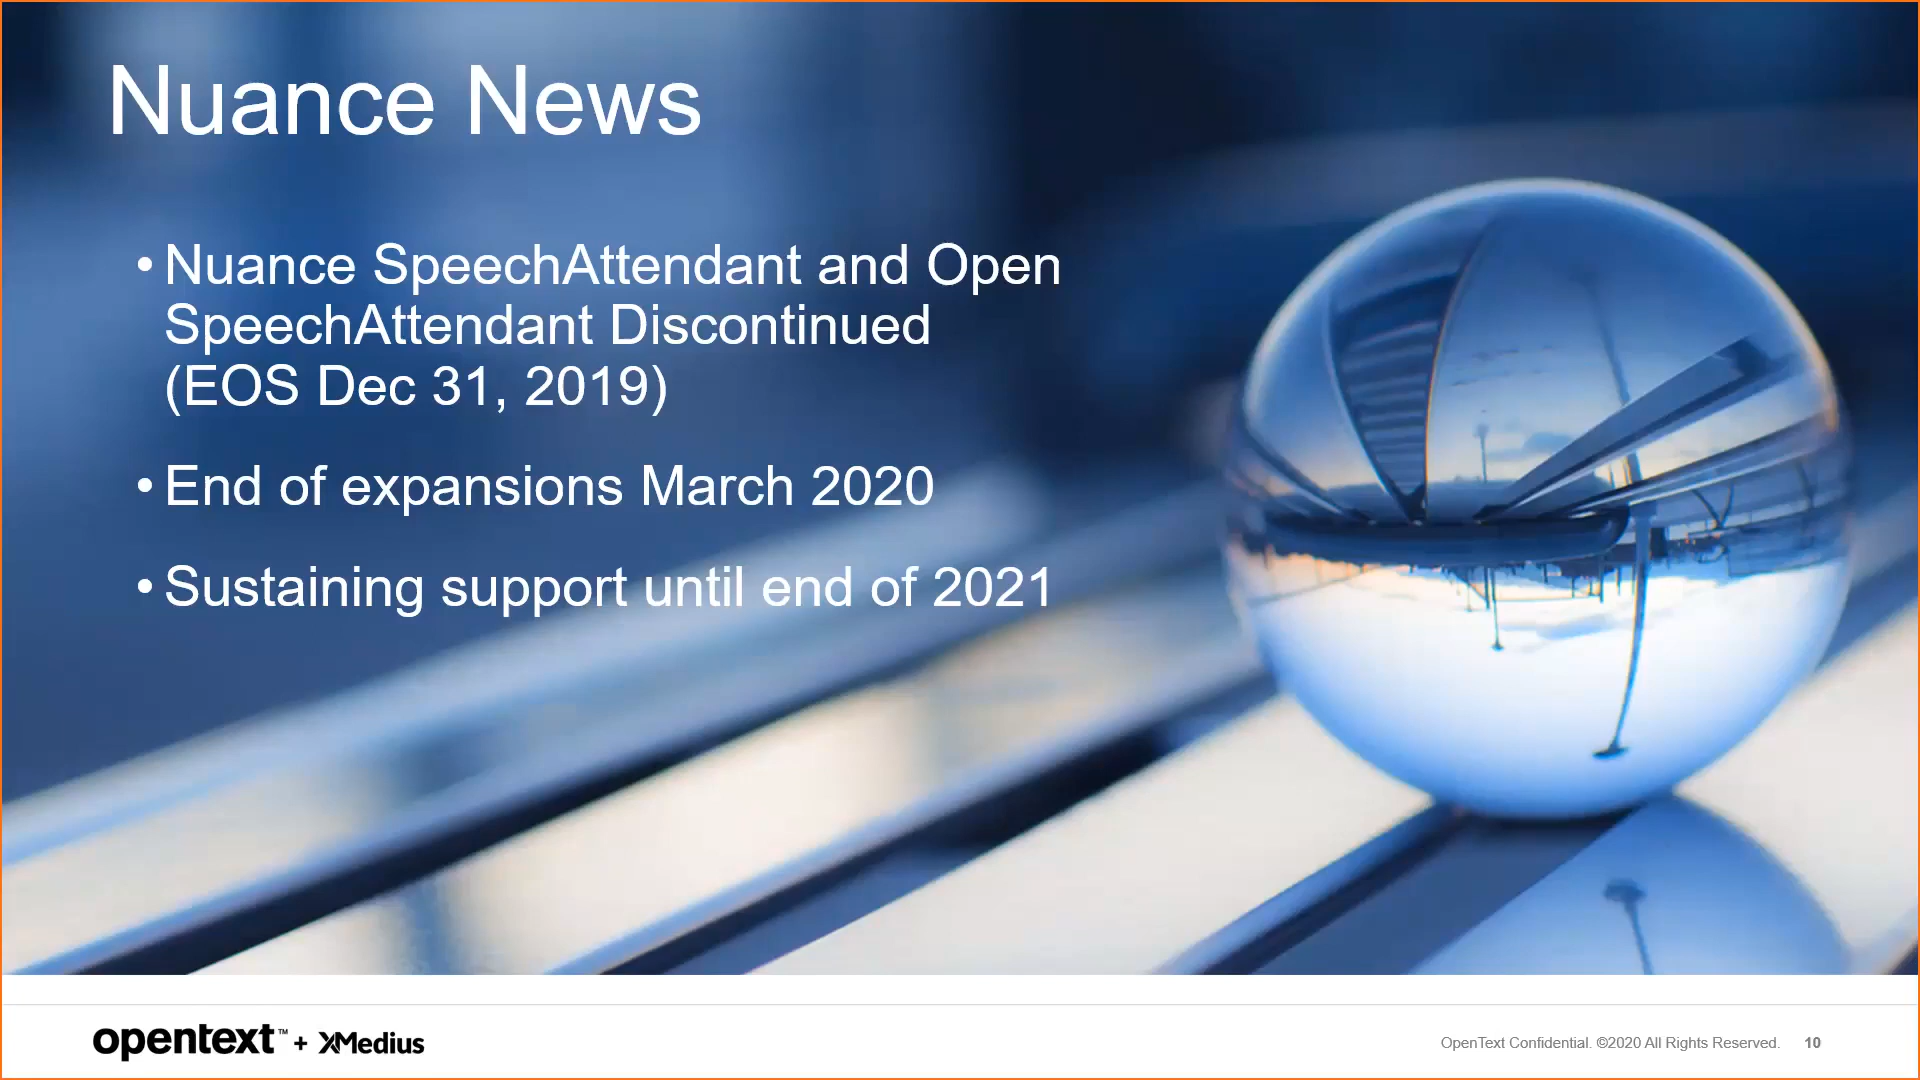 Nuance News
• Nuance SpeechAttendant and Open
SpeechAttendant Discontinued
(EOS Dec 31, 2019)
• End of expansions March 2020
• Sustaining support until end of 2021
opentext™ + XMedius
OpenText Confidential. ©2020 All Rights Reserved. 10